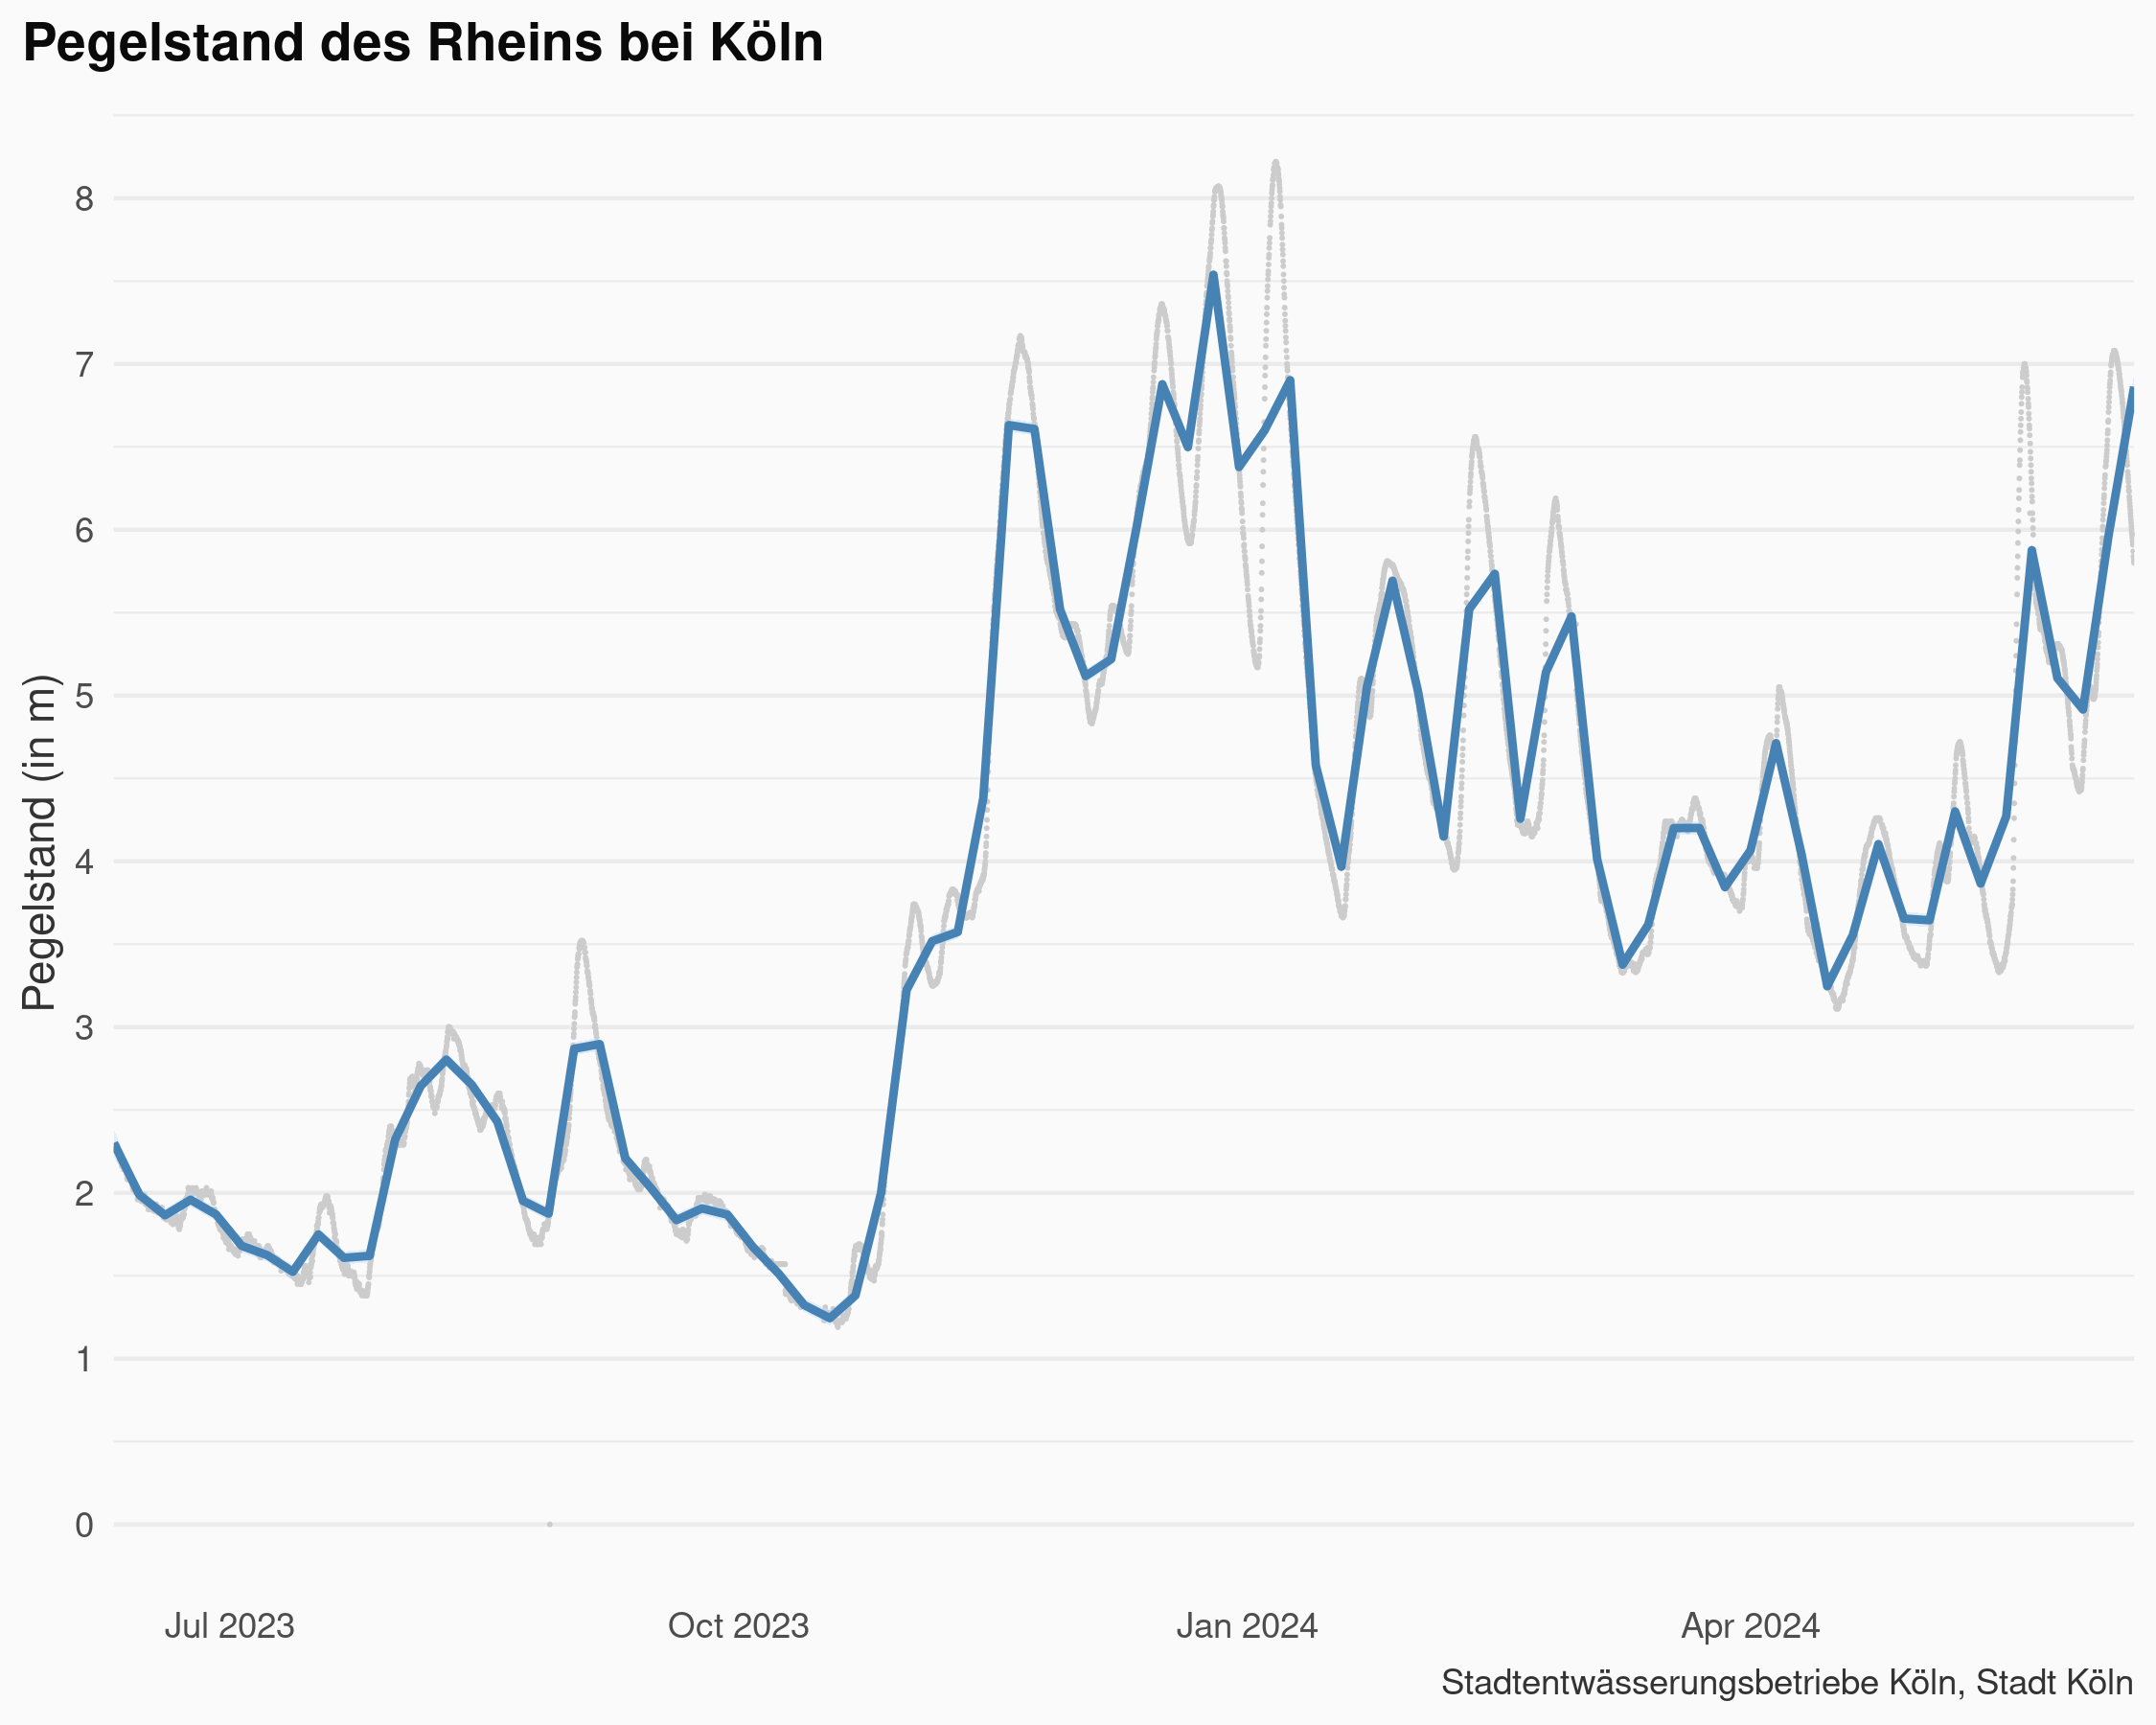 Pegelstand des Rheins bei Köln
Pegelstand (in m)
8
7
6
5
4
3
2
1
0
Jul 2023 Oct 2023 Jan 2024 Apr 2024
Stadtentwässerungsbetriebe Köln, Stadt Köln